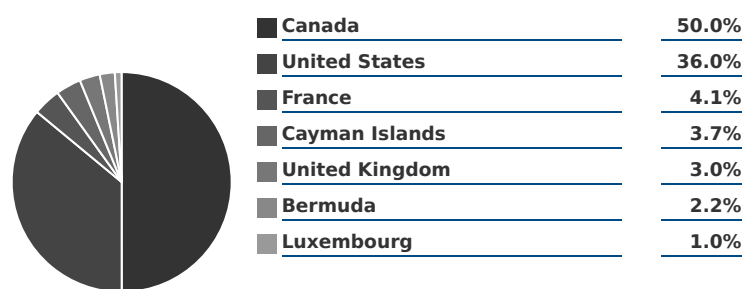 Canada 50.0%
United States 36.0%
France 4.1%
Cayman Islands 3.7%
United Kingdom 3.0%
Bermuda 2.2%
Luxembourg 1.0%